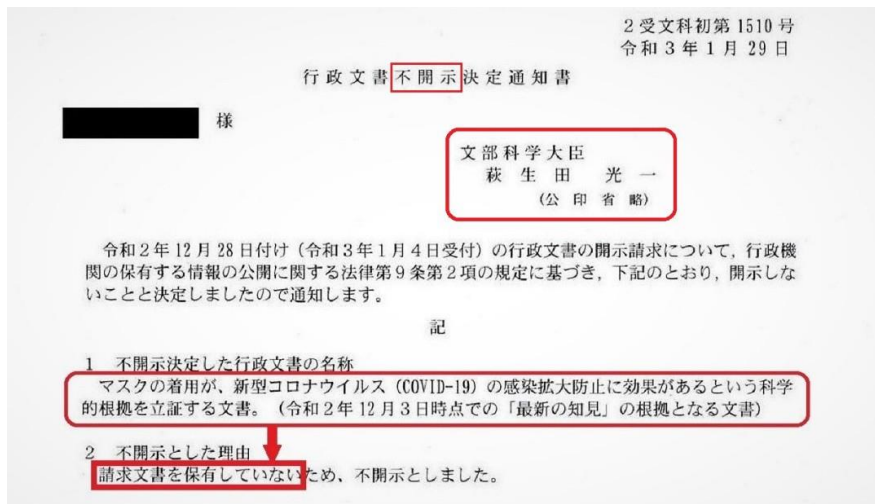 2受文科初第1510号
令和3年1月29日
行政文書不開示決定通知書
様
文部科学大臣
萩生田 光一
(公印省略)
令和2年12月28日付け(令和3年1月4日受付)の行政文書の開示請求について,行政機
関の保有する情報の公開に関する法律第9条第2項の規定に基づき,下記のとおり,開示しな
いことと決定しましたので通知します。
記
1 不開示決定した行政文書の名称
マスクの着用が、新型コロナウイルス(COVID-19)の感染拡大防止に効果があるという科学
的根拠を立証する文書。(令和2年12月3日時点での「最新の知見」の根拠となる文書)
2 不開示とした理由
請求文書を保有していないため、不開示としました。